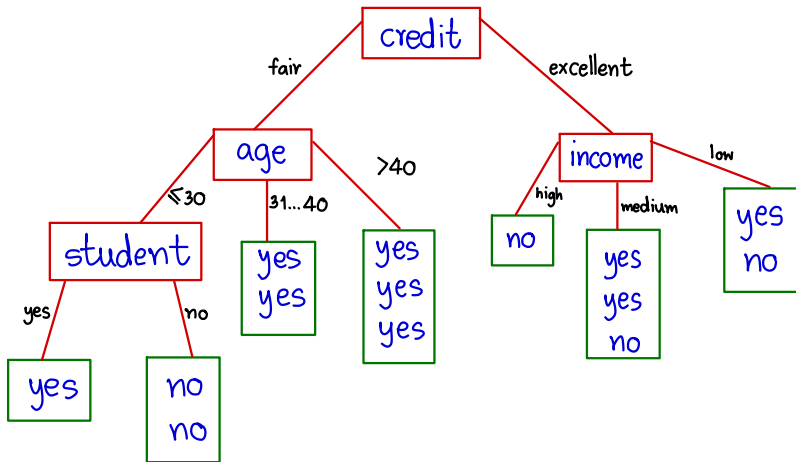 credit
fair
excellent
age
income
≤30
31...40
>40
high
medium
low
student
yes
yes
yes
yes
yes
no
yes
yes
no
yes
no
yes
no
yes
no
no